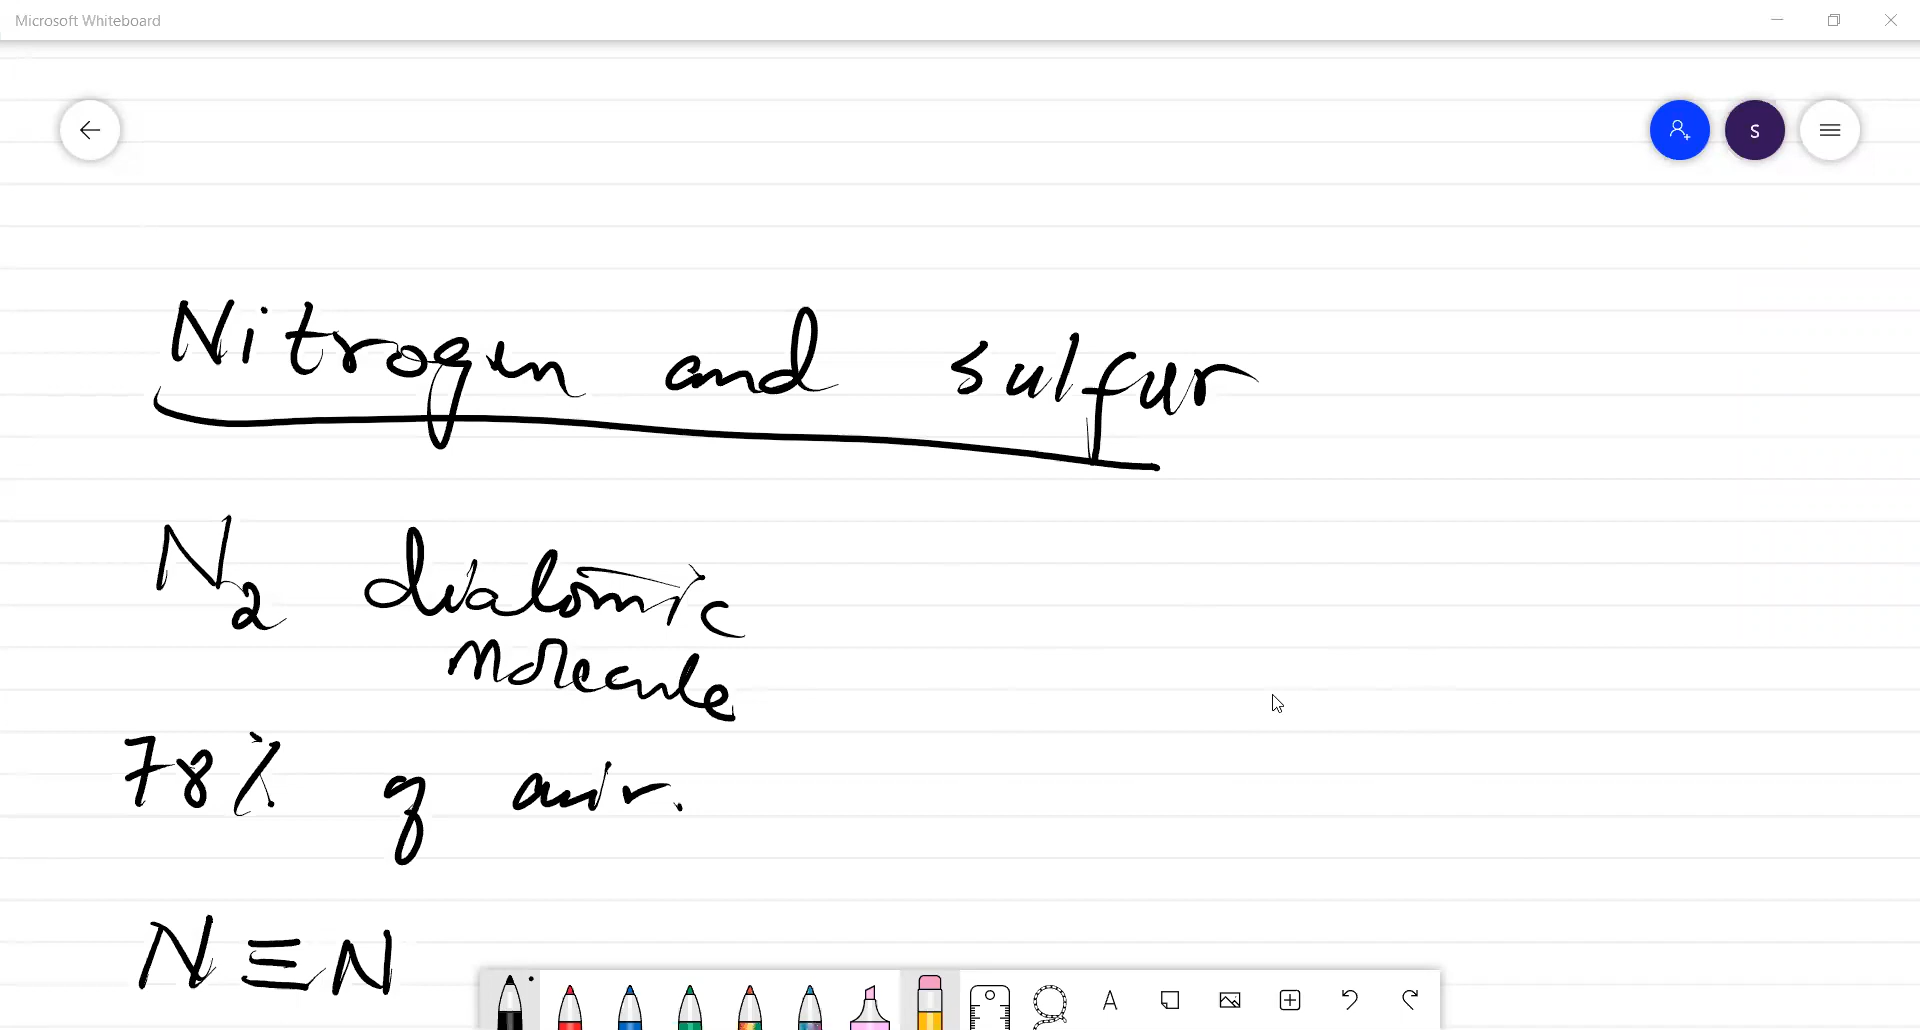 Microsoft Whiteboard
S
Nitrogen and sulfur
N₂ diatomic
molecule
78% of air.
N≡N
A